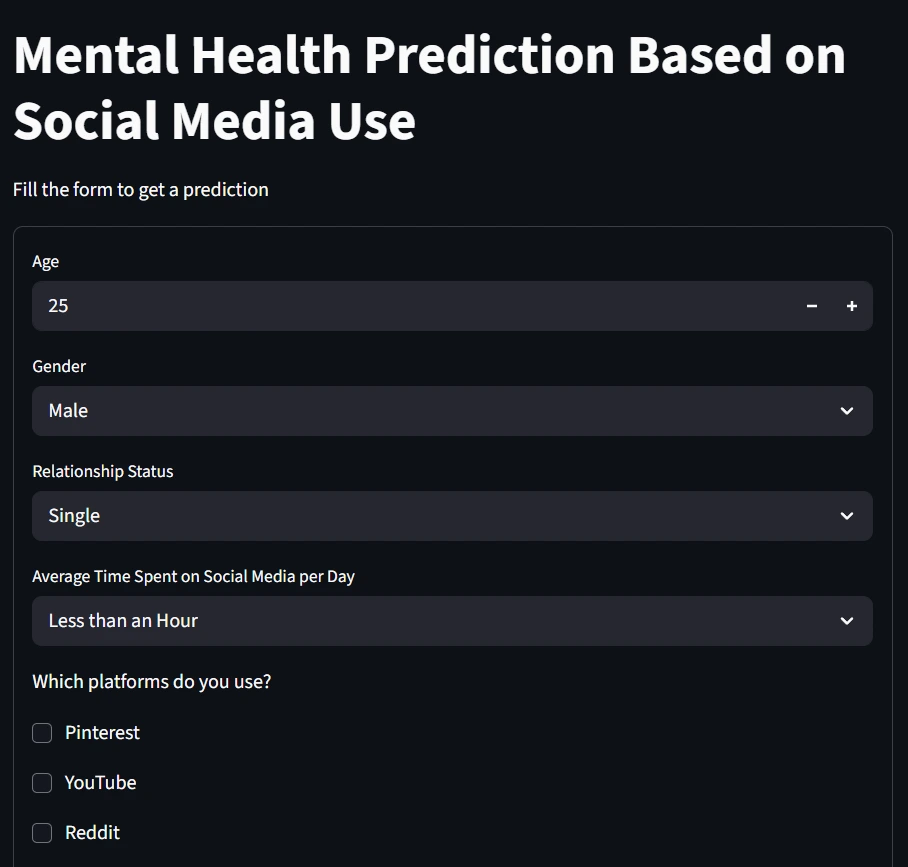 Mental Health Prediction Based on
Social Media Use
Fill the form to get a prediction
Age
25
Gender
Male
Relationship Status
Single
Average Time Spent on Social Media per Day
Less than an Hour
Which platforms do you use?
Pinterest
YouTube
Reddit